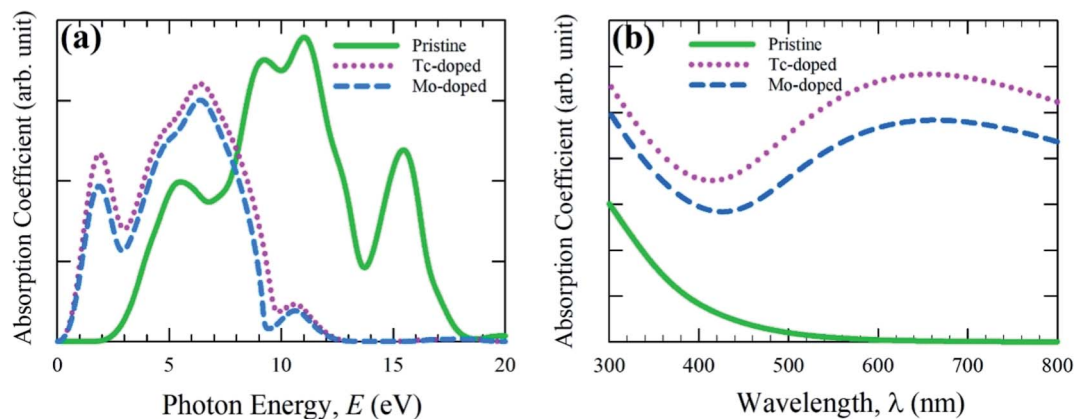 (a)
Pristine
Tc-doped
Mo-doped
Absorption Coefficient (arb. unit)
0 5 10 15 20
Photon Energy, E (eV)
(b)
Pristine
Tc-doped
Mo-doped
Absorption Coefficient (arb. unit)
300 400 500 600 700 800
Wavelength, λ (nm)